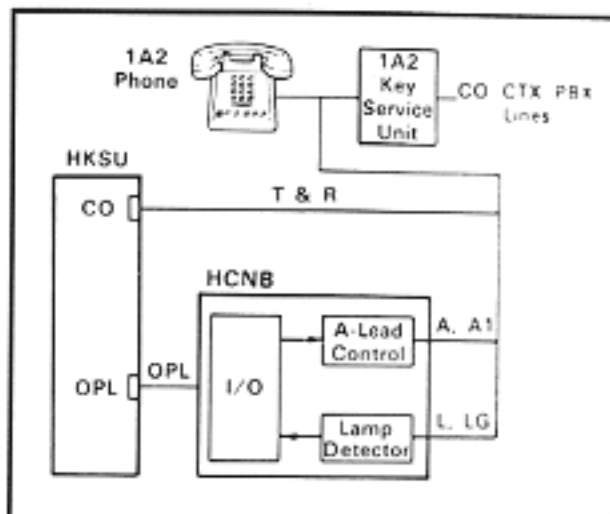 1A2
Phone
1A2
Key
Service
Unit
CO CTX PBX
Lines
HKSU
CO
T & R
HCNB
A-Lead
Control
A, A1
OPL
OPL
I/O
Lamp
Detector
L, LG